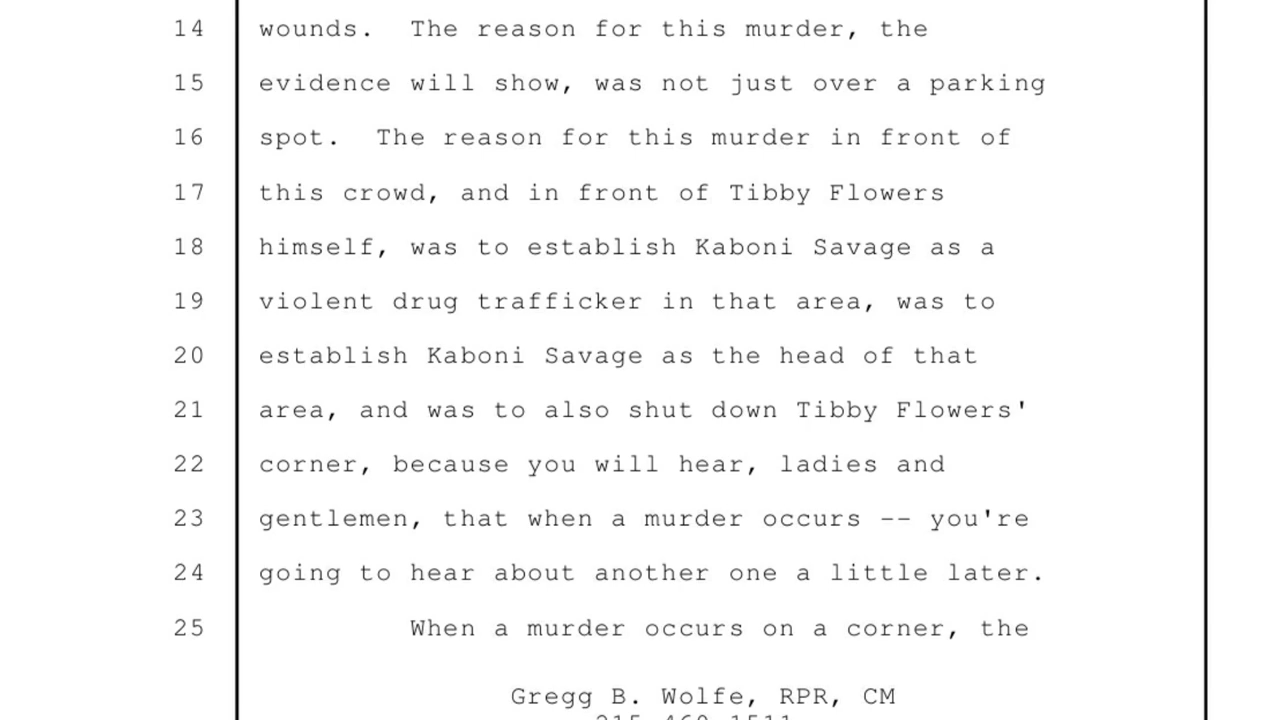 14 wounds.  The reason for this murder, the
15 evidence will show, was not just over a parking
16 spot.  The reason for this murder in front of
17 this crowd, and in front of Tibby Flowers
18 himself, was to establish Kaboni Savage as a
19 violent drug trafficker in that area, was to
20 establish Kaboni Savage as the head of that
21 area, and was to also shut down Tibby Flowers'
22 corner, because you will hear, ladies and
23 gentlemen, that when a murder occurs -- you're
24 going to hear about another one a little later.
25 When a murder occurs on a corner, the
Gregg B. Wolfe, RPR, CM